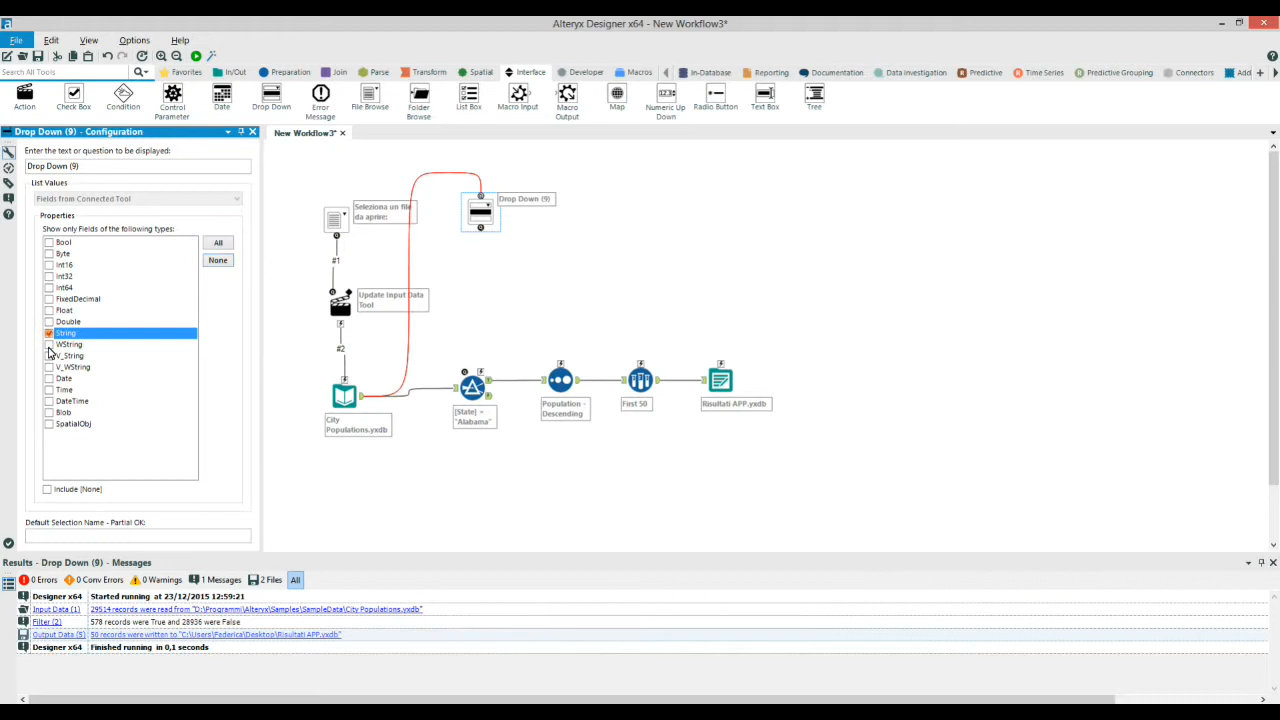 Alteryx Designer x64 - New Workflow3*
File Edit View Options Help
Search All Tools Favorites In/Out Preparation Join Parse Transform Spatial Interface Developer Macros In-Database Reporting Documentation Data Investigation Predictive Time Series Predictive Grouping Connectors Add
Action Check Box Condition Control Parameter Date Drop Down Error Message File Browse Folder Browse List Box Macro Input Macro Output Map Numeric Up Down Radio Button Text Box Tree
Drop Down (9) - Configuration
New Workflow3*
Enter the text or question to be displayed:
Drop Down (9)
List Values
Fields from Connected Tool
Properties
Show only Fields of the following types:
Bool
Byte
Int16
Int32
Int64
FixedDecimal
Float
Double
String
WString
V_String
V_WString
Date
Time
DateTime
Blob
SpatialObj
All
None
Include [None]
Default Selection Name - Partial OK:
Seleziona un file
da aprire:
Drop Down (9)
#1
Update Input Data
Tool
#2
City
Populations.yxdb
[State] =
"Alabama"
Population -
Descending
First 50
Risultati APP.yxdb
Results - Drop Down (9) - Messages
0 Errors 0 Conv Errors 0 Warnings 1 Messages 2 Files All
Designer x64 Started running at 23/12/2015 12:59:21
Input Data (1) 29514 records were read from "D:\Programmi\Alteryx\Samples\SampleData\City Populations.yxdb"
Filter (2) 578 records were True and 28936 were False
Output Data (5) 50 records were written to "C:\Users\Federica\Desktop\Risultati APP.yxdb"
Designer x64 Finished running in 0,1 seconds